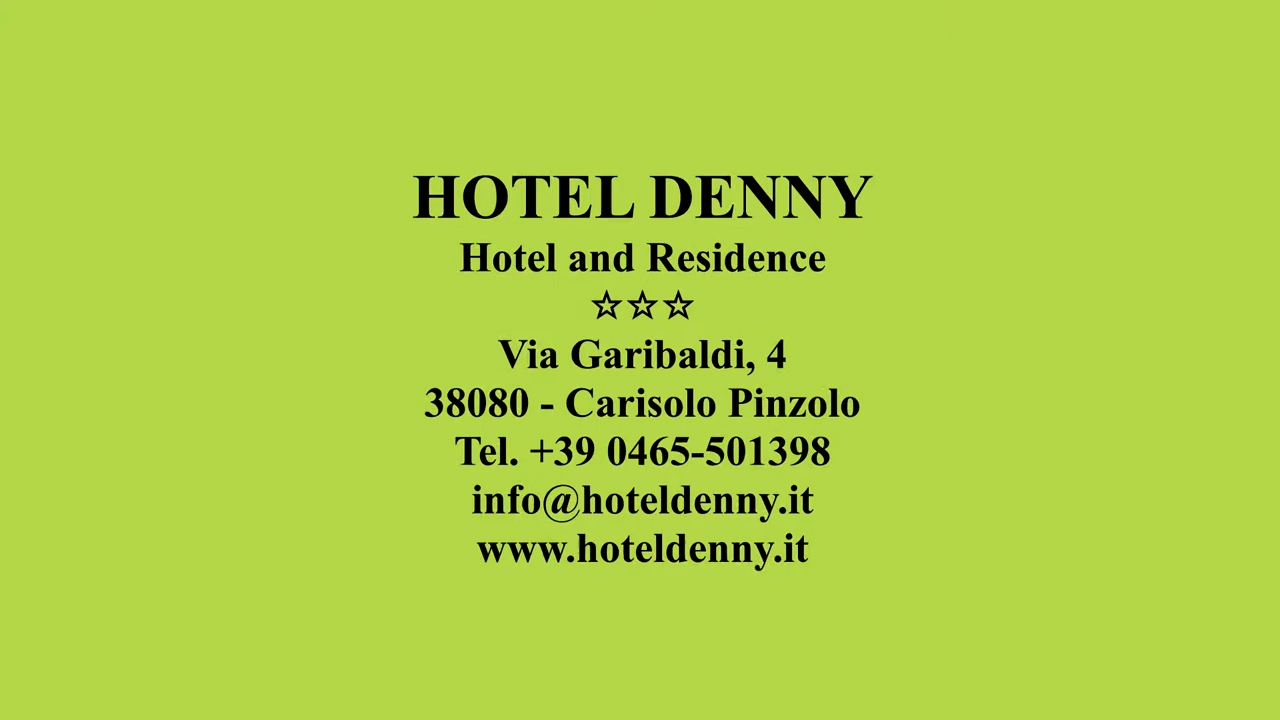 HOTEL DENNY
Hotel and Residence
☆☆☆
Via Garibaldi, 4
38080 - Carisolo Pinzolo
Tel. +39 0465-501398
info@hoteldenny.it
www.hoteldenny.it